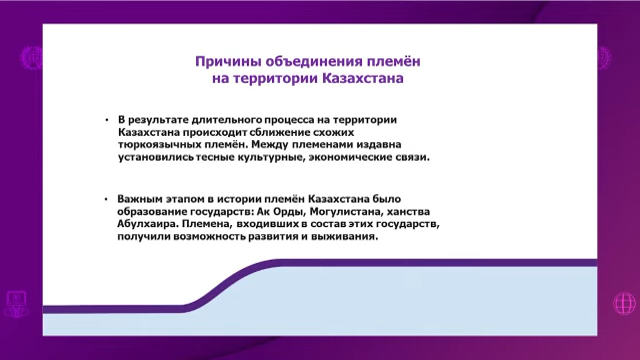 Причины объединения племён
на территории Казахстана
• В результате длительного процесса на территории
Казахстана происходит сближение схожих
тюркоязычных племён. Между племенами издавна
установились тесные культурные, экономические связи.
• Важным этапом в истории племён Казахстана было
образование государств: Ак Орды, Могулистана, ханства
Абулхаира. Племена, входивших в состав этих государств,
получили возможность развития и выживания.